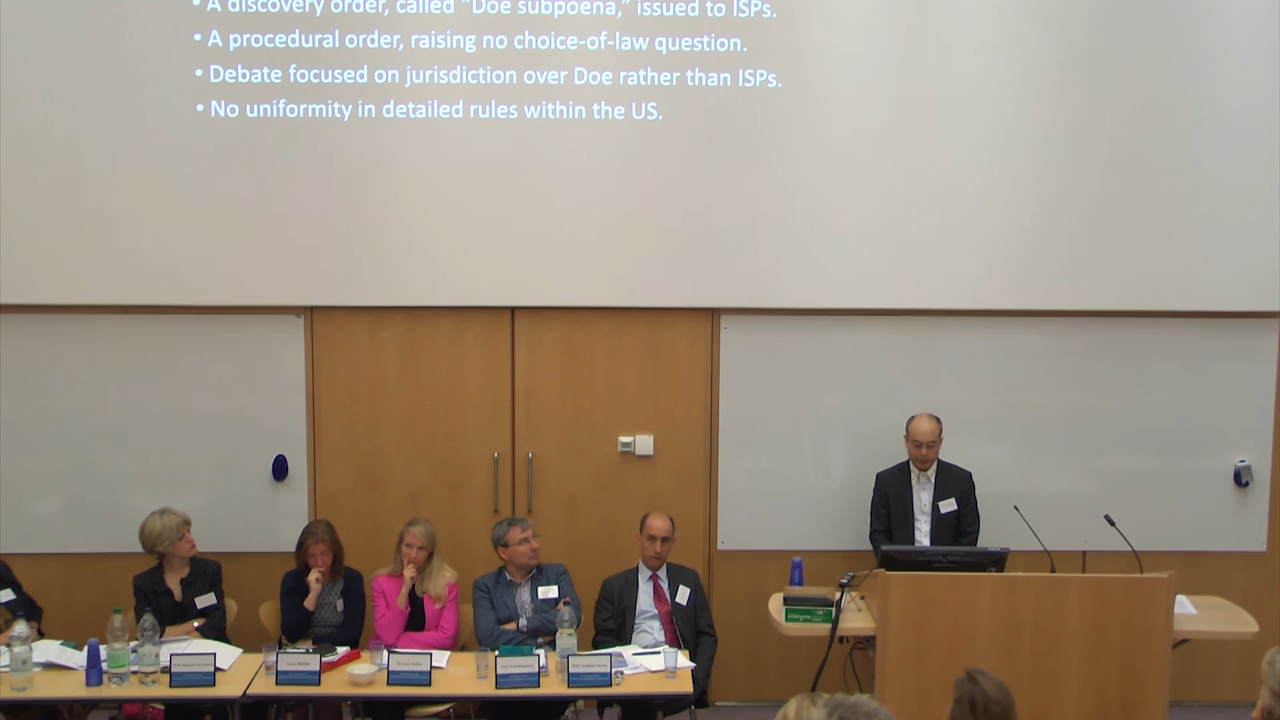 • A discovery order, called “Doe subpoena,” issued to ISPs.
• A procedural order, raising no choice-of-law question.
• Debate focused on jurisdiction over Doe rather than ISPs.
• No uniformity in detailed rules within the US.